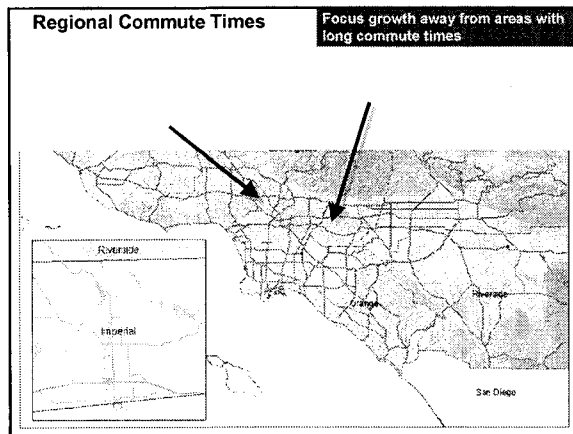 Regional Commute Times
Focus growth away from areas with
long commute times
Riverside
Imperial
Orange
Riverside
San Diego